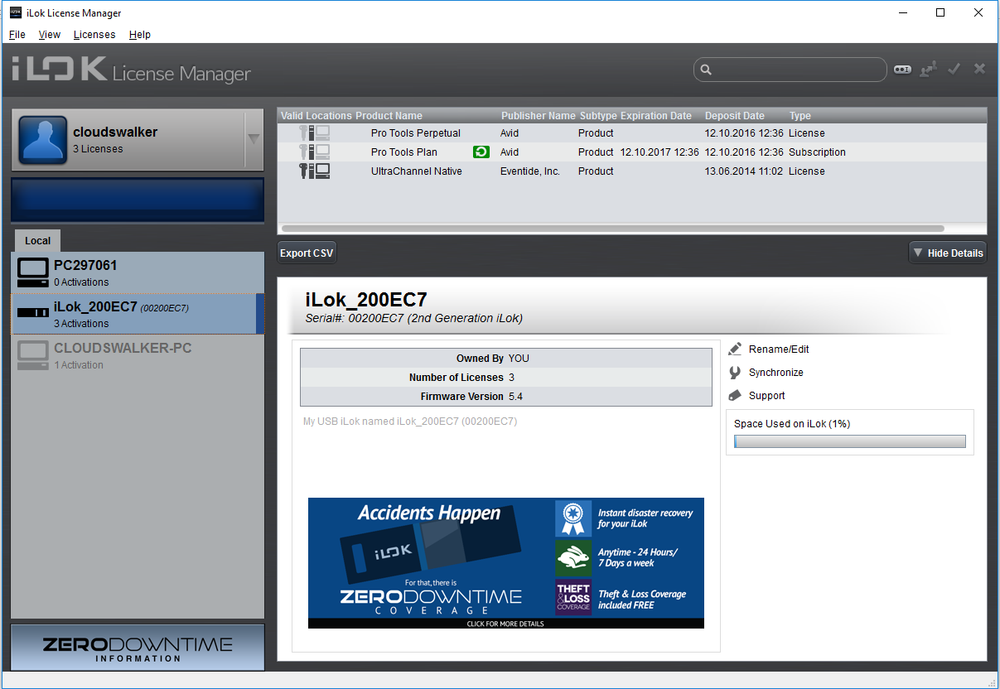 iLok License Manager
File View Licenses Help
iLOK License Manager
cloudswalker
3 Licenses
Local
PC297061
0 Activations
iLok_200EC7 (00200EC7)
3 Activations
CLOUDSWALKER-PC
1 Activation
ZERODOWNTIME
INFORMATION
Valid Locations Product Name Publisher Name Subtype Expiration Date Deposit Date Type
Pro Tools Perpetual Avid Product 12.10.2016 12:36 License
Pro Tools Plan Avid Product 12.10.2017 12:36 12.10.2016 12:36 Subscription
UltraChannel Native Eventide, Inc. Product 13.06.2014 11:02 License
Export CSV
Hide Details
iLok_200EC7
Serial#: 00200EC7 (2nd Generation iLok)
Owned By YOU
Number of Licenses 3
Firmware Version 5.4
My USB iLok named iLok_200EC7 (00200EC7)
Rename/Edit
Synchronize
Support
Space Used on iLok (1%)
Accidents Happen
iLOK
For that, there is
ZERODOWNTIME
COVERAGE
Instant disaster recovery
for your iLok
Anytime - 24 Hours/
7 Days a week
THEFT
&LOSS
COVERAGE
Theft & Loss Coverage
included FREE
CLICK FOR MORE DETAILS